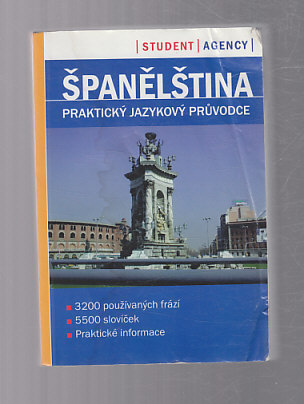 |STUDENT|AGENCY|
ŠPANĚLŠTINA
PRAKTICKÝ JAZYKOVÝ PRŮVODCE
3200 používaných frází
5500 slovíček
Praktické informace